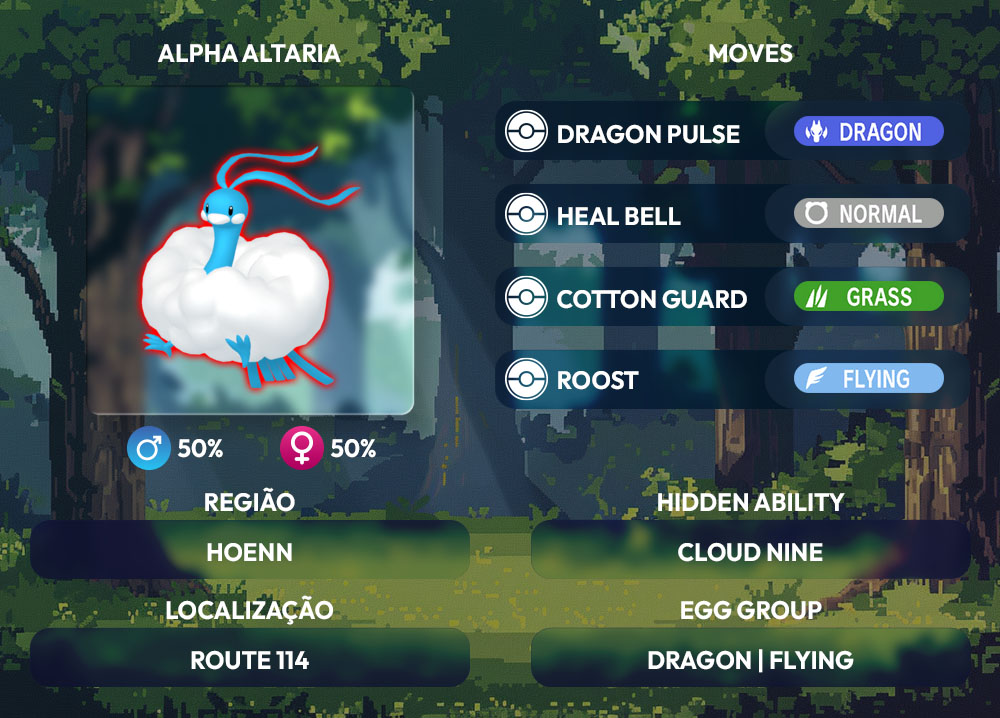 ALPHA ALTARIA
50%
50%
MOVES
DRAGON PULSE DRAGON
HEAL BELL NORMAL
COTTON GUARD GRASS
ROOST FLYING
REGIÃO
HOENN
HIDDEN ABILITY
CLOUD NINE
LOCALIZAÇÃO
ROUTE 114
EGG GROUP
DRAGON | FLYING